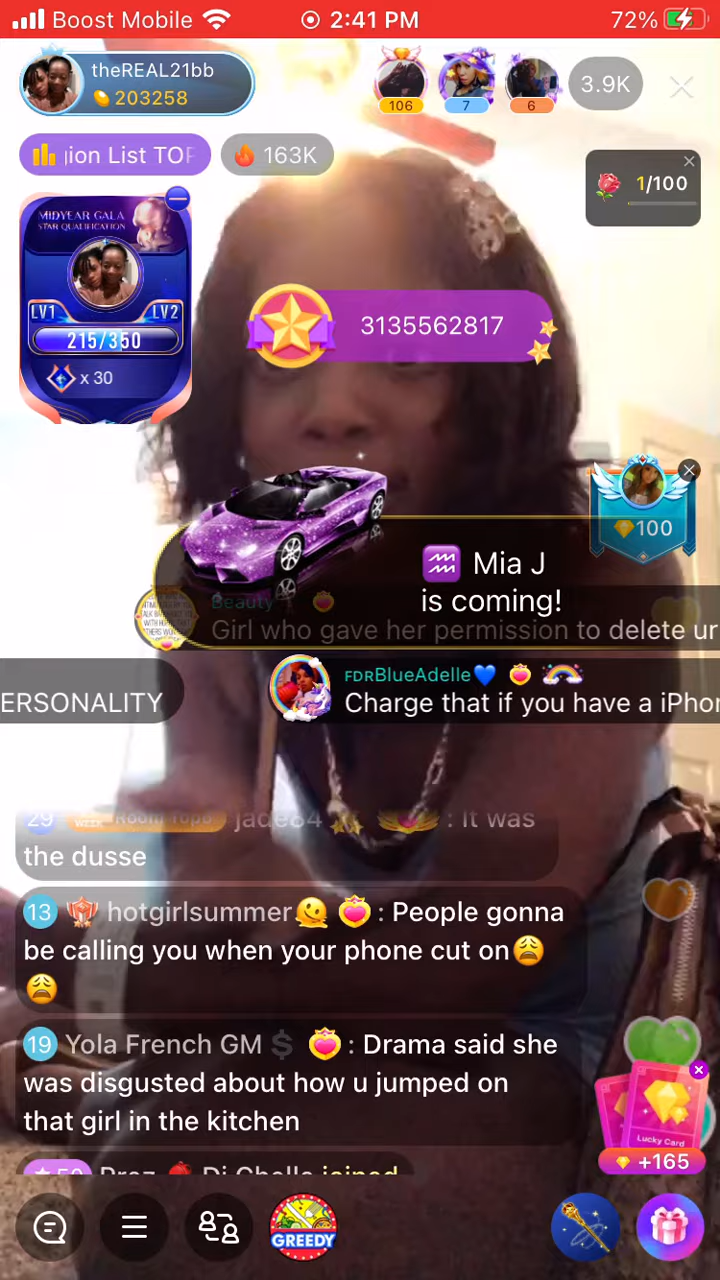 Boost Mobile
2:41 PM
72%
theREAL21bb
203258
106
7
6
3.9K
ion List TOP
163K
1/100
MIDYEAR GALA
STAR QUALIFICATION
LV1
LV2
215/350
x 30
3135562817
100
Mia J
is coming!
Beauty
Girl who gave her permission to delete ur
ERSONALITY
FDRBlueAdelle💙
Charge that if you have a iPhon
29 jade84 : It was
the dusse
13 hotgirlsummer🫠 : People gonna
be calling you when your phone cut on😩
😩
19 Yola French GM $ : Drama said she
was disgusted about how u jumped on
that girl in the kitchen
Lucky Card
+165
joined
GREEDY